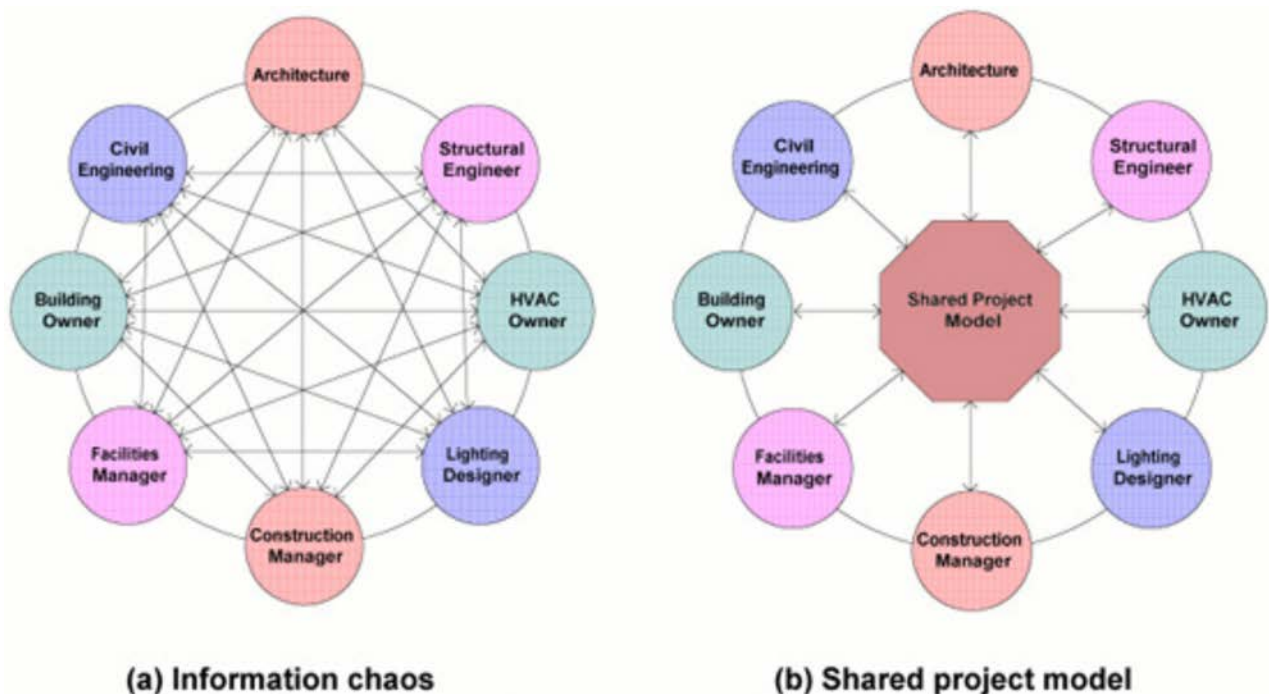 Architecture
Civil
Engineering
Structural
Engineer
Building
Owner
HVAC
Owner
Facilities
Manager
Lighting
Designer
Construction
Manager
(a) Information chaos
Architecture
Civil
Engineering
Structural
Engineer
Building
Owner
Shared Project
Model
HVAC
Owner
Facilities
Manager
Lighting
Designer
Construction
Manager
(b) Shared project model